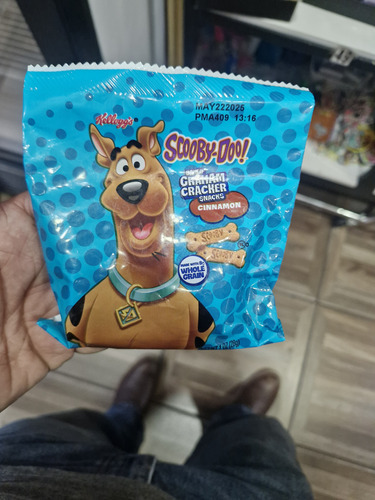 MAY222025
PMA409 13:16
Kellogg's
SCOOBY-DOO!
GRAHAM
CRACKER
SNACKS
CINNAMON
SCOOBY
SCOOBY
WHOLE
GRAIN